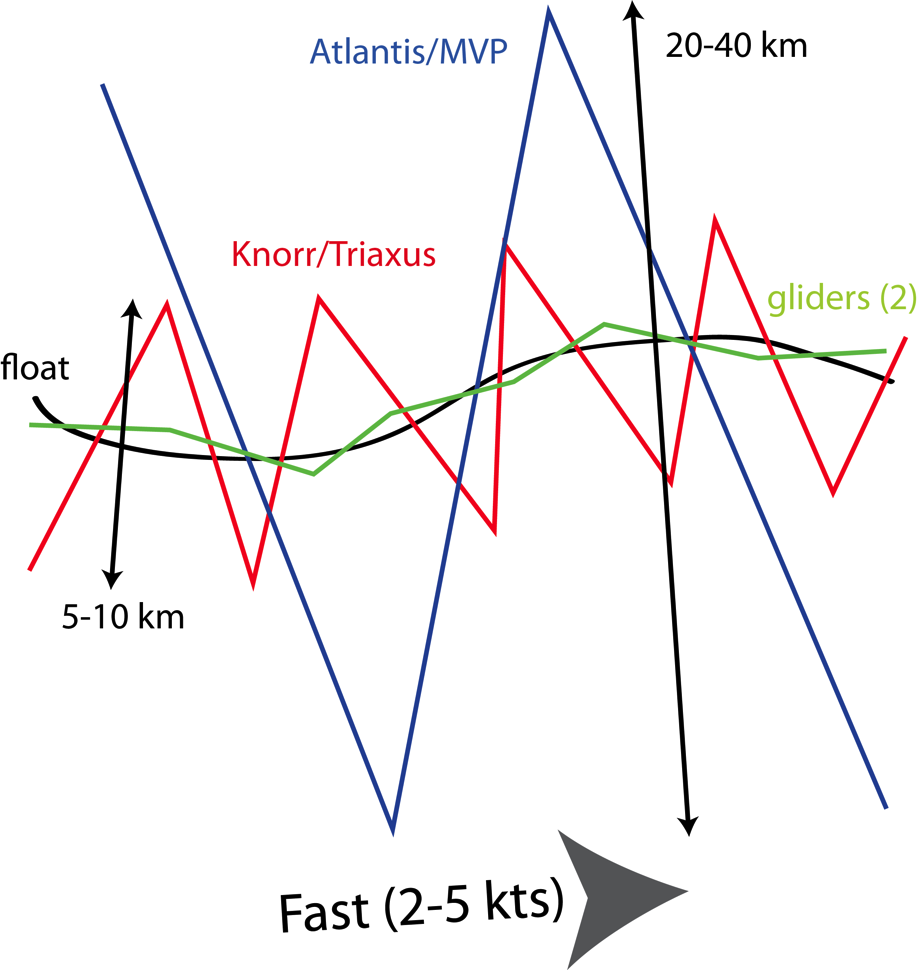 Atlantis/MVP
20-40 km
Knorr/Triaxus
gliders (2)
float
5-10 km
Fast (2-5 kts)